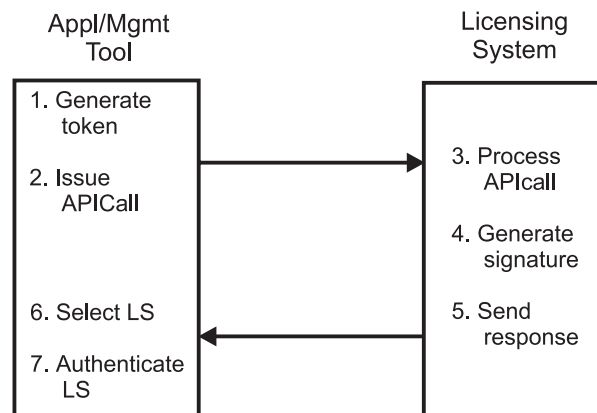 Appl/Mgmt
Tool
1. Generate
token
2. Issue
APICall
6. Select LS
7. Authenticate
LS
Licensing
System
3. Process
APIcall
4. Generate
signature
5. Send
response